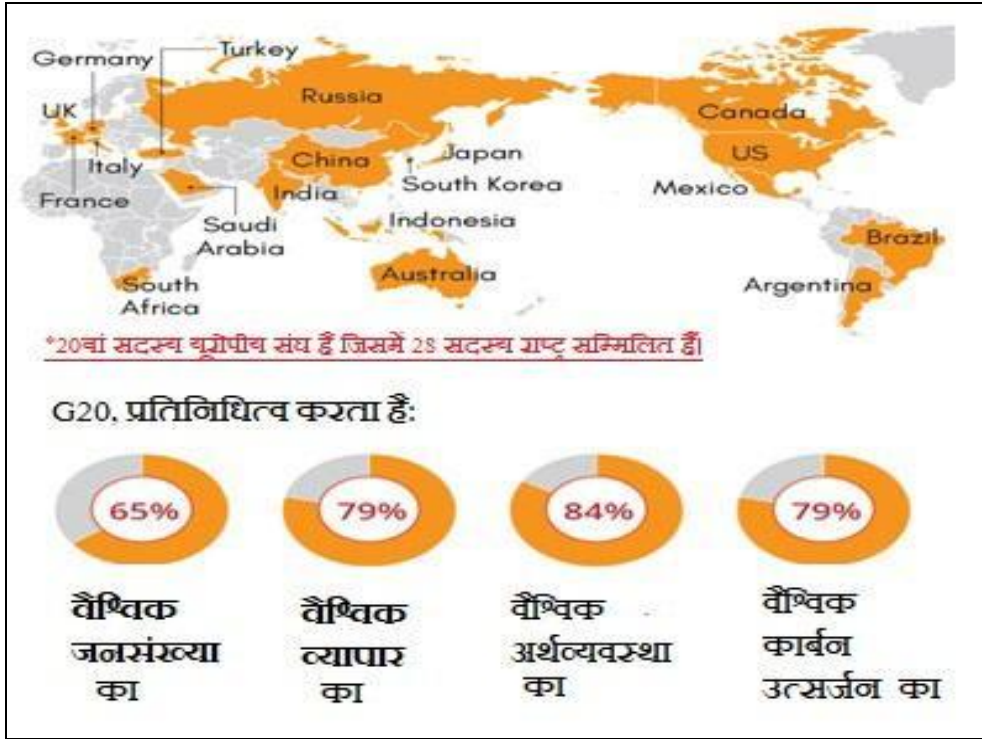 Germany
Turkey
Russia
UK
Italy
France
China
India
Japan
South Korea
Saudi
Arabia
Indonesia
South
Africa
Australia
Canada
US
Mexico
Brazil
Argentina
*20वां सदस्य यूरोपीय संघ है जिसमें 28 सदस्य राष्ट्र सम्मिलित हैं|
G20, प्रतिनिधित्व करता है:
65%
79%
84%
79%
वैश्विक
जनसंख्या
का
वैश्विक
व्यापार
का
वैश्विक
अर्थव्यवस्था
का
वैश्विक
कार्बन
उत्सर्जन का